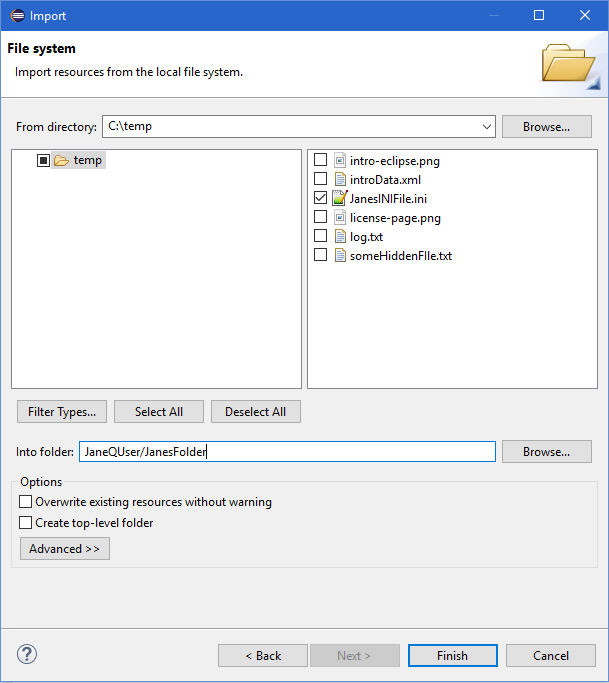 Import
File system
Import resources from the local file system.
From directory: C:\temp Browse...
temp
intro-eclipse.png
introData.xml
JanesINIFile.ini
license-page.png
log.txt
someHiddenFIle.txt
Filter Types... Select All Deselect All
Into folder: JaneQUser/JanesFolder Browse...
Options
Overwrite existing resources without warning
Create top-level folder
Advanced >>
? < Back Next > Finish Cancel